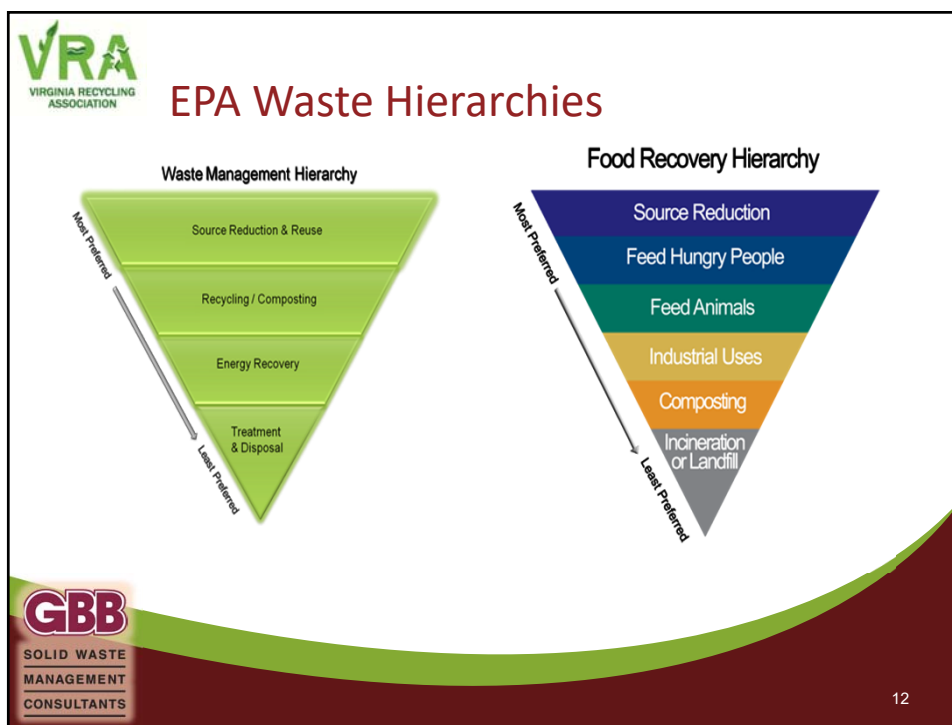 VRA
VIRGINIA RECYCLING
ASSOCIATION
EPA Waste Hierarchies
Waste Management Hierarchy
Most Preferred
Least Preferred
Source Reduction & Reuse
Recycling / Composting
Energy Recovery
Treatment
& Disposal
Food Recovery Hierarchy
Most Preferred
Least Preferred
Source Reduction
Feed Hungry People
Feed Animals
Industrial Uses
Composting
Incineration
or Landfill
GBB
SOLID WASTE
MANAGEMENT
CONSULTANTS
12